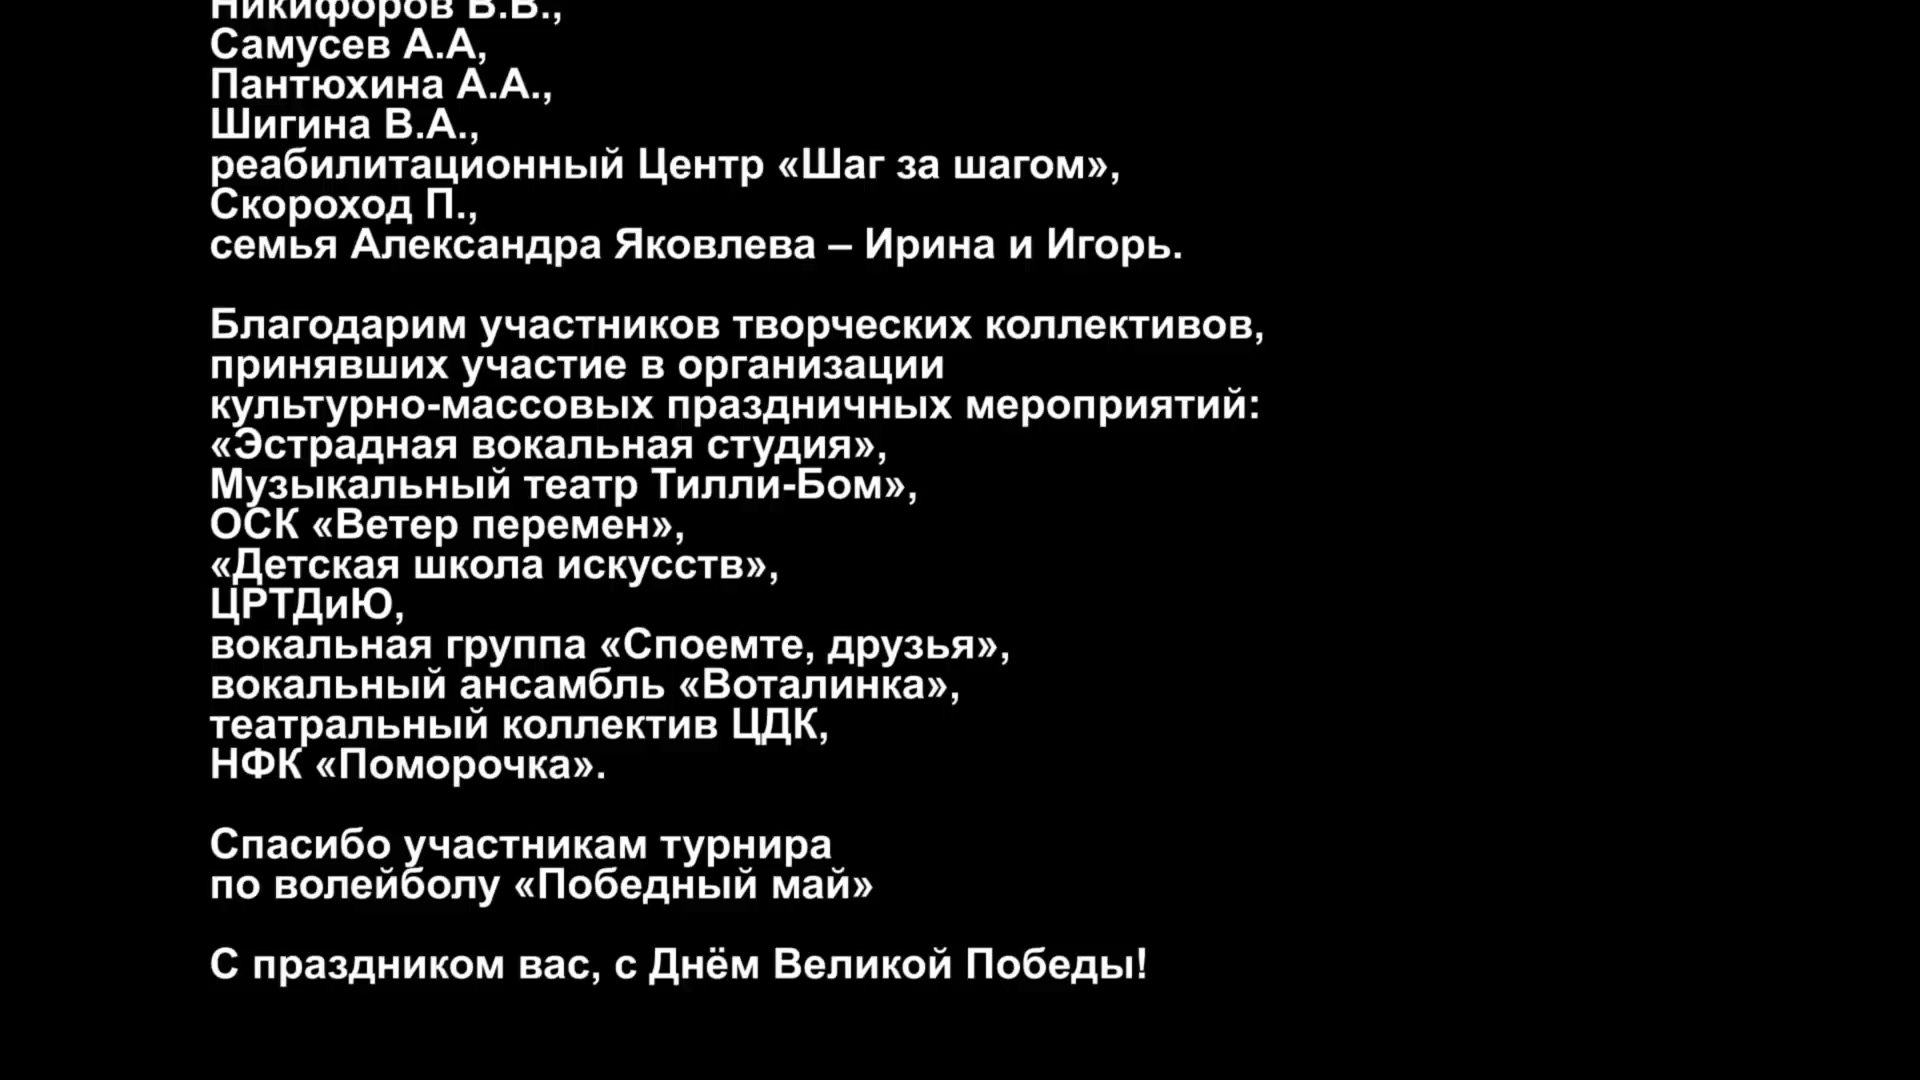 Никифоров В.В.,
Самусев А.А,
Пантюхина А.А.,
Шигина В.А.,
реабилитационный Центр «Шаг за шагом»,
Скороход П.,
семья Александра Яковлева – Ирина и Игорь.
Благодарим участников творческих коллективов,
принявших участие в организации
культурно-массовых праздничных мероприятий:
«Эстрадная вокальная студия»,
Музыкальный театр Тилли-Бом»,
ОСК «Ветер перемен»,
«Детская школа искусств»,
ЦРТДиЮ,
вокальная группа «Споемте, друзья»,
вокальный ансамбль «Воталинка»,
театральный коллектив ЦДК,
НФК «Поморочка».
Спасибо участникам турнира
по волейболу «Победный май»
С праздником вас, с Днём Великой Победы!